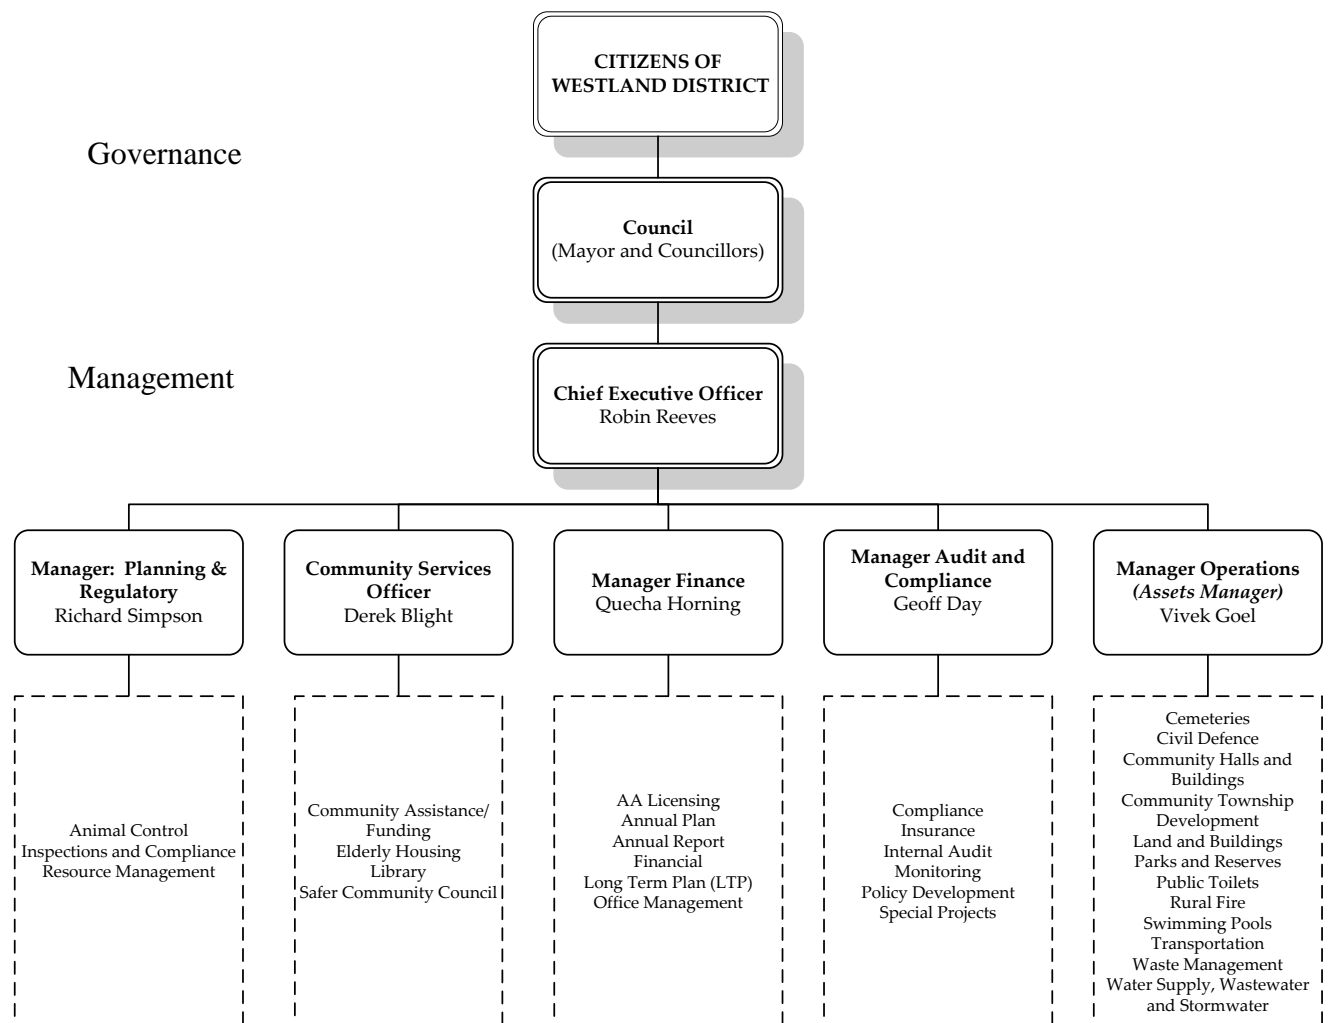 CITIZENS OF
WESTLAND DISTRICT
Governance
Council
(Mayor and Councillors)
Management
Chief Executive Officer
Robin Reeves
Manager:  Planning &
Regulatory
Richard Simpson
Community Services
Officer
Derek Blight
Manager Finance
Quecha Horning
Manager Audit and
Compliance
Geoff Day
Manager Operations
(Assets Manager)
Vivek Goel
Animal Control
Inspections and Compliance
Resource Management
Community Assistance/
Funding
Elderly Housing
Library
Safer Community Council
AA Licensing
Annual Plan
Annual Report
Financial
Long Term Plan (LTP)
Office Management
Compliance
Insurance
Internal Audit
Monitoring
Policy Development
Special Projects
Cemeteries
Civil Defence
Community Halls and
Buildings
Community Township
Development
Land and Buildings
Parks and Reserves
Public Toilets
Rural Fire
Swimming Pools
Transportation
Waste Management
Water Supply, Wastewater
and Stormwater